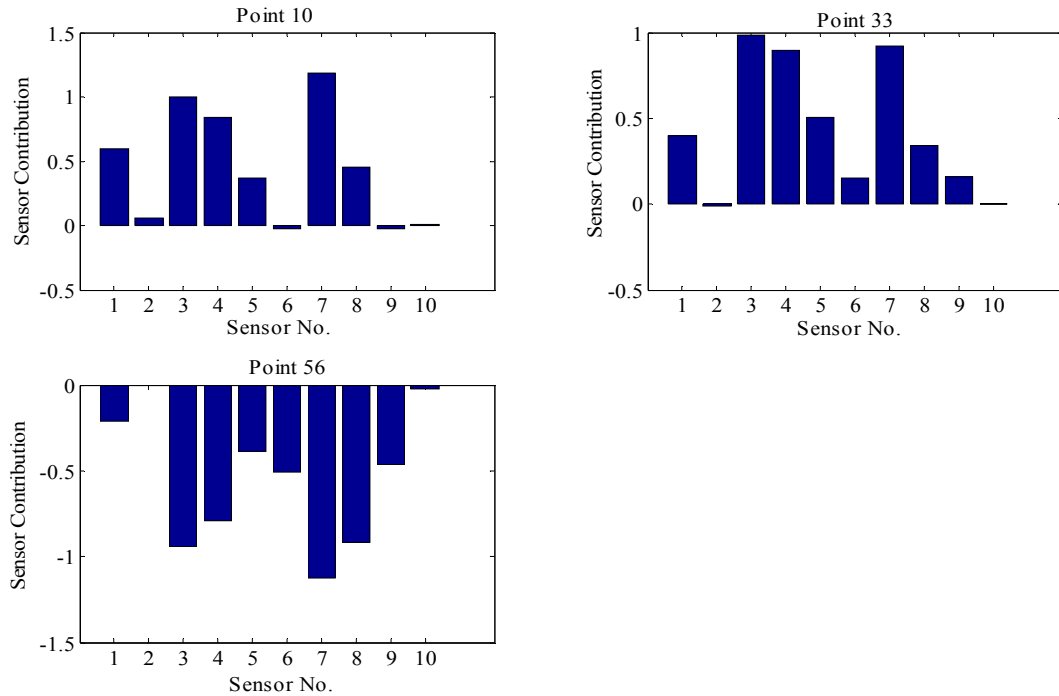 Point 10
1.5
1
0.5
0
-0.5
Sensor Contribution
1 2 3 4 5 6 7 8 9 10
Sensor No.
Point 33
1
0.5
0
-0.5
Sensor Contribution
1 2 3 4 5 6 7 8 9 10
Sensor No.
Point 56
0
-0.5
-1
-1.5
Sensor Contribution
1 2 3 4 5 6 7 8 9 10
Sensor No.